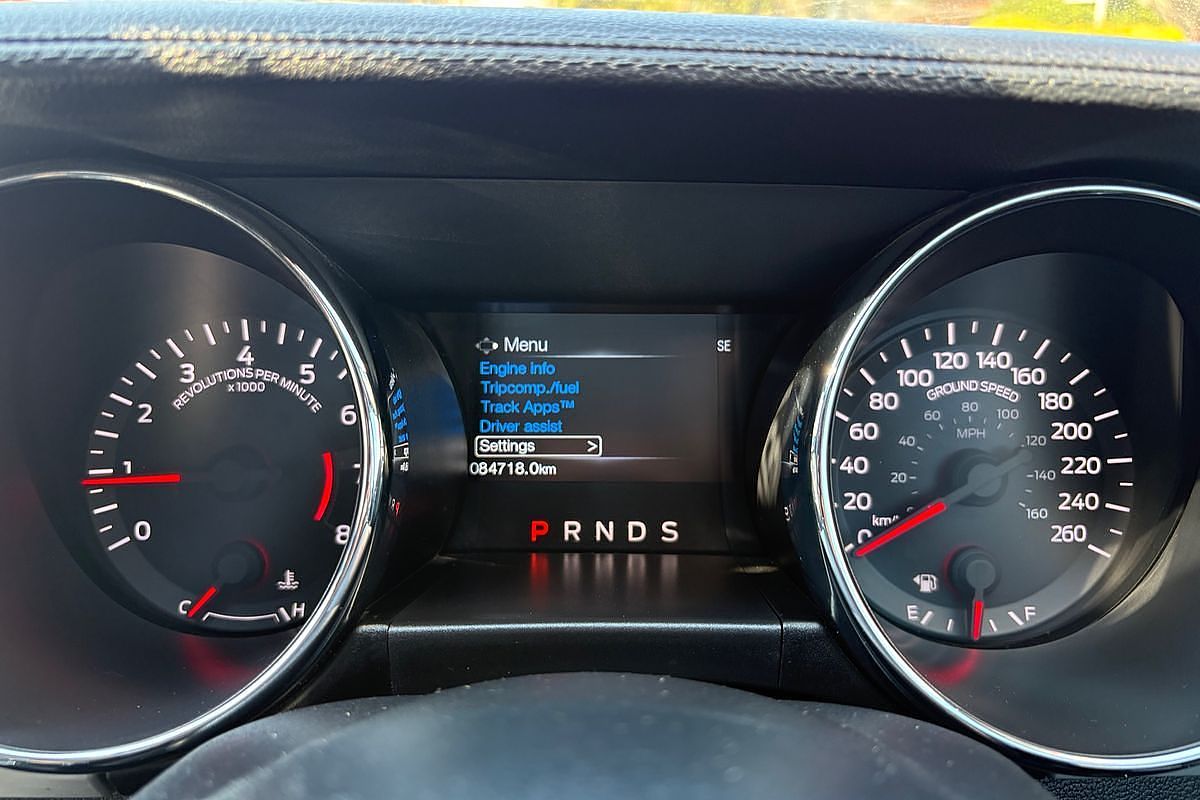 0 1 2 3 4 5 6 7 8
REVOLUTIONS PER MINUTE
x1000
C H
Menu
SE
Engine info
Tripcomp./fuel
Track Apps™
Driver assist
Settings >
084718.0km
P R N D S
0 20 40 60 80 100 120 140 160 180 200 220 240 260
GROUND SPEED
20 40 60 80 100 120 140 160
MPH
E F